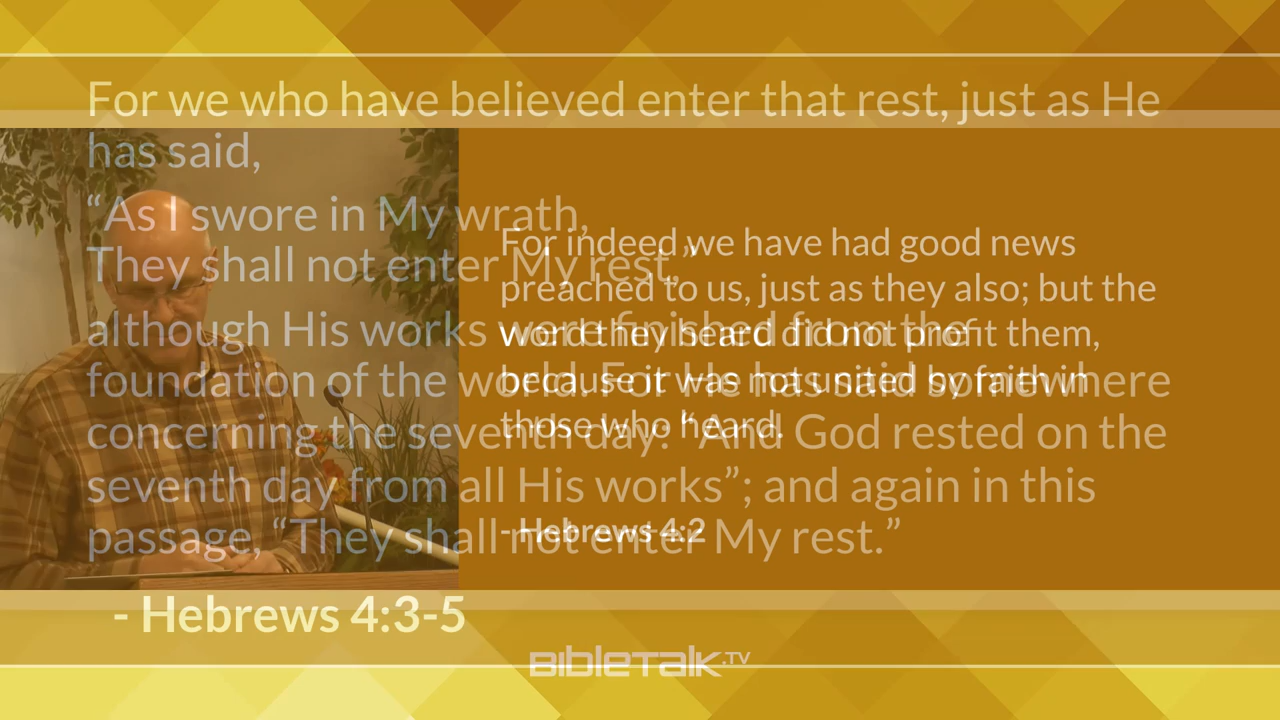 For we who have believed enter that rest, just as He
has said,
“As I swore in My wrath,
They shall not enter My rest,”
although His works were finished from the
foundation of the world. For He has said somewhere
concerning the seventh day: “And God rested on the
seventh day from all His works”; and again in this
passage, “They shall not enter My rest.”
- Hebrews 4:3-5
For indeed we have had good news
preached to us, just as they also; but the
word they heard did not profit them,
because it was not united by faith in
those who heard.
- Hebrews 4:2
BibleTalk.TV